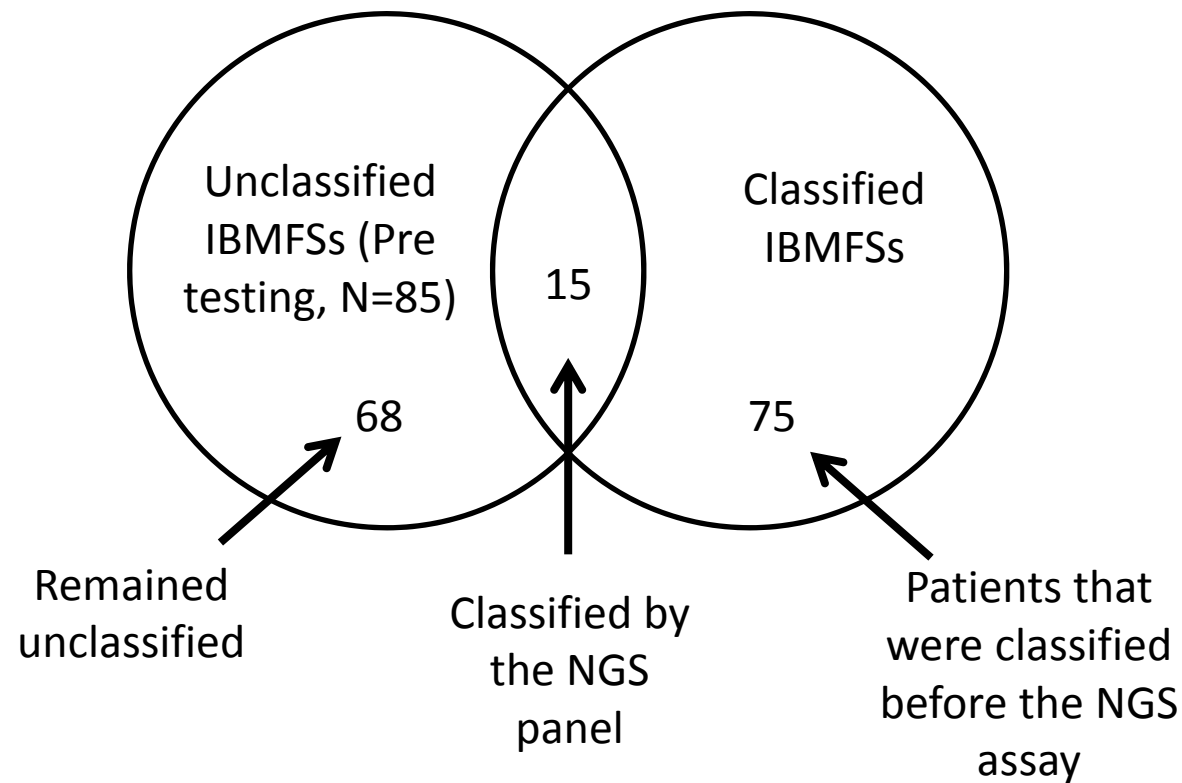 Unclassified
IBMFSs (Pre
testing, N=85)
Classified
IBMFSs
15
68
75
Remained
unclassified
Classified by
the NGS
panel
Patients that
were classified
before the NGS
assay